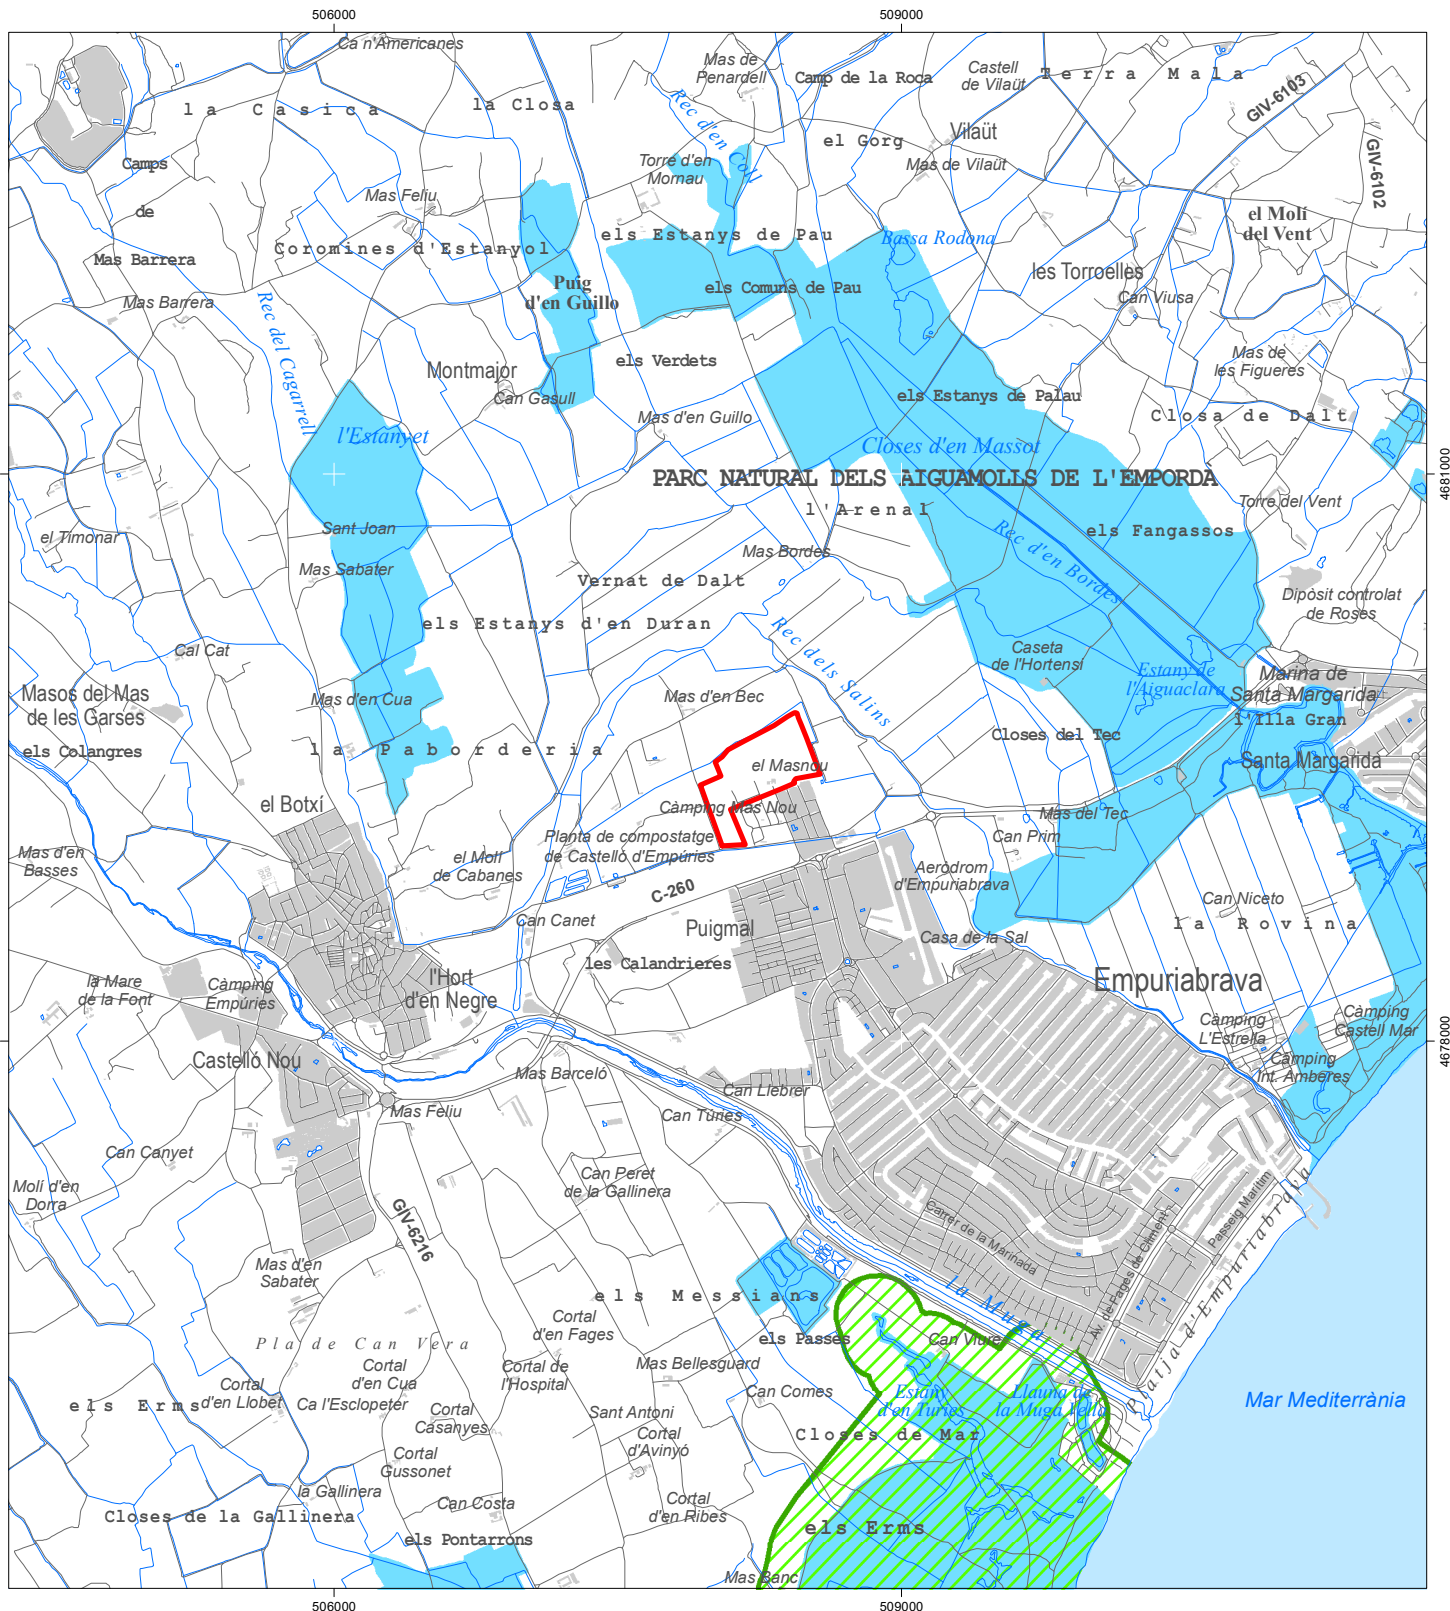 506000
509000
Ca n'Americanes
Mas de
Penardell
Camp de la Roca
Castell
de Vilaüt
Terra Mala
GIV-6103
la Casica
la Closa
Rec d'en Coll
el Gorg
Vilaüt
Mas de Vilaüt
GIV-6102
Camps
de
Mas Barrera
Torre d'en
Mornau
Mas Feliu
el Molí
del Vent
Coromines d'Estanyol
els Estanys de Pau
Bassa Rodona
les Torroelles
Can Viusa
Puig
d'en Guillo
els Comuns de Pau
Mas Barrera
Rec del Cagarrell
Montmajor
Can Gasull
els Verdets
Mas de
les Figueres
els Estanys de Palau
Closa de Dalt
Mas d'en Guillo
l'Estanyet
Closes d'en Massot
PARC NATURAL DELS AIGUAMOLLS DE L'EMPORDÀ
4681000
Torre del Vent
l'Arenal
el Timonar
Sant Joan
Rec d'en Bordes
els Fangassos
Mas Bordes
Mas Sabater
Vernat de Dalt
Dipòsit controlat
de Roses
els Estanys d'en Duran
Rec dels Salins
Cal Cat
Caseta
de l'Hortensi
Estany de
l'Aiguaclara
Marina de
Santa Margarida
Masos del Mas
de les Garses
Mas d'en Cua
Mas d'en Bec
l'Illa Gran
els Colangres
la Paborderia
Closes del Tec
Santa Margarida
el Masnou
el Botxí
Càmping Mas Nou
Mas del Tec
Planta de compostatge
de Castelló d'Empúries
Can Prim
Mas d'en
Basses
el Molí
de Cabanes
Aeròdrom
d'Empuriabrava
C-260
Can Niceto
Can Canet
Puigmal
la Rovina
Casa de la Sal
les Calandrieres
la Mare
de la Font
Càmping
Empúries
l'Hort
d'en Negre
Empuriabrava
Càmping
L'Estrella
Càmping
Castell Mar
4678000
Castelló Nou
Mas Barceló
Càmping
Int. Amberes
Can Llebrer
Mas Feliu
Can Túries
Can Canyet
Can Peret
de la Gallinera
Molí d'en
Dorra
GIV-6216
Carrer de la Marinada
Passeig Marítim
Av. de Fages de Climent
Platja d'Empuriabrava
Mas d'en
Sabater
els Messians
la Muga
Cortal
d'en Fages
els Passes
Can Viure
Pla de Can Vera
Cortal
d'en Cua
Cortal de
l'Hospital
Mas Bellesguard
Can Comes
Estany
d'en Turies
Llauna de
la Muga Vella
Mar Mediterrània
els Erms
Cortal
d'en Llobet
Ca l'Esclopeter
Cortal
Casanyes
Sant Antoni
Cortal
d'Avinyó
Closes de Mar
Cortal
Gussonet
la Gallinera
Can Costa
Cortal
d'en Ribes
Closes de la Gallinera
els Erms
els Pontarrons
Mas Banc
506000
509000